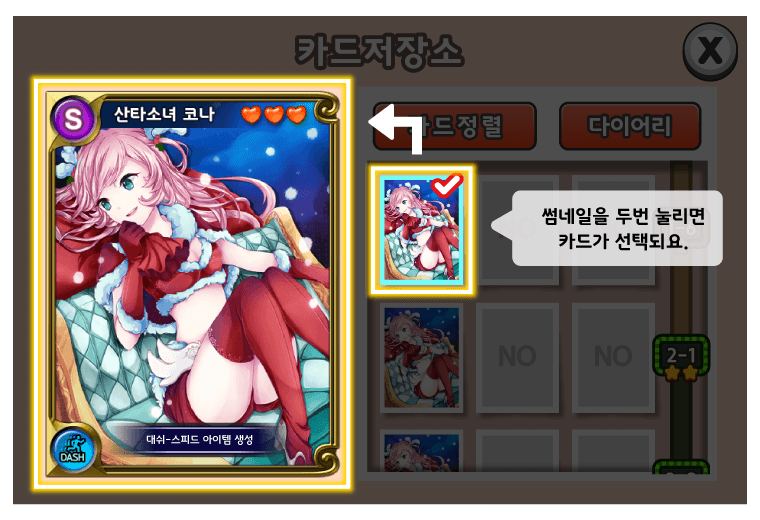 카드저장소
X
S
산타소녀 코나
카드정렬
다이어리
썸네일을 두번 눌리면
카드가 선택되요.
NO
NO
2-1
대쉬-스피드 아이템 생성
DASH